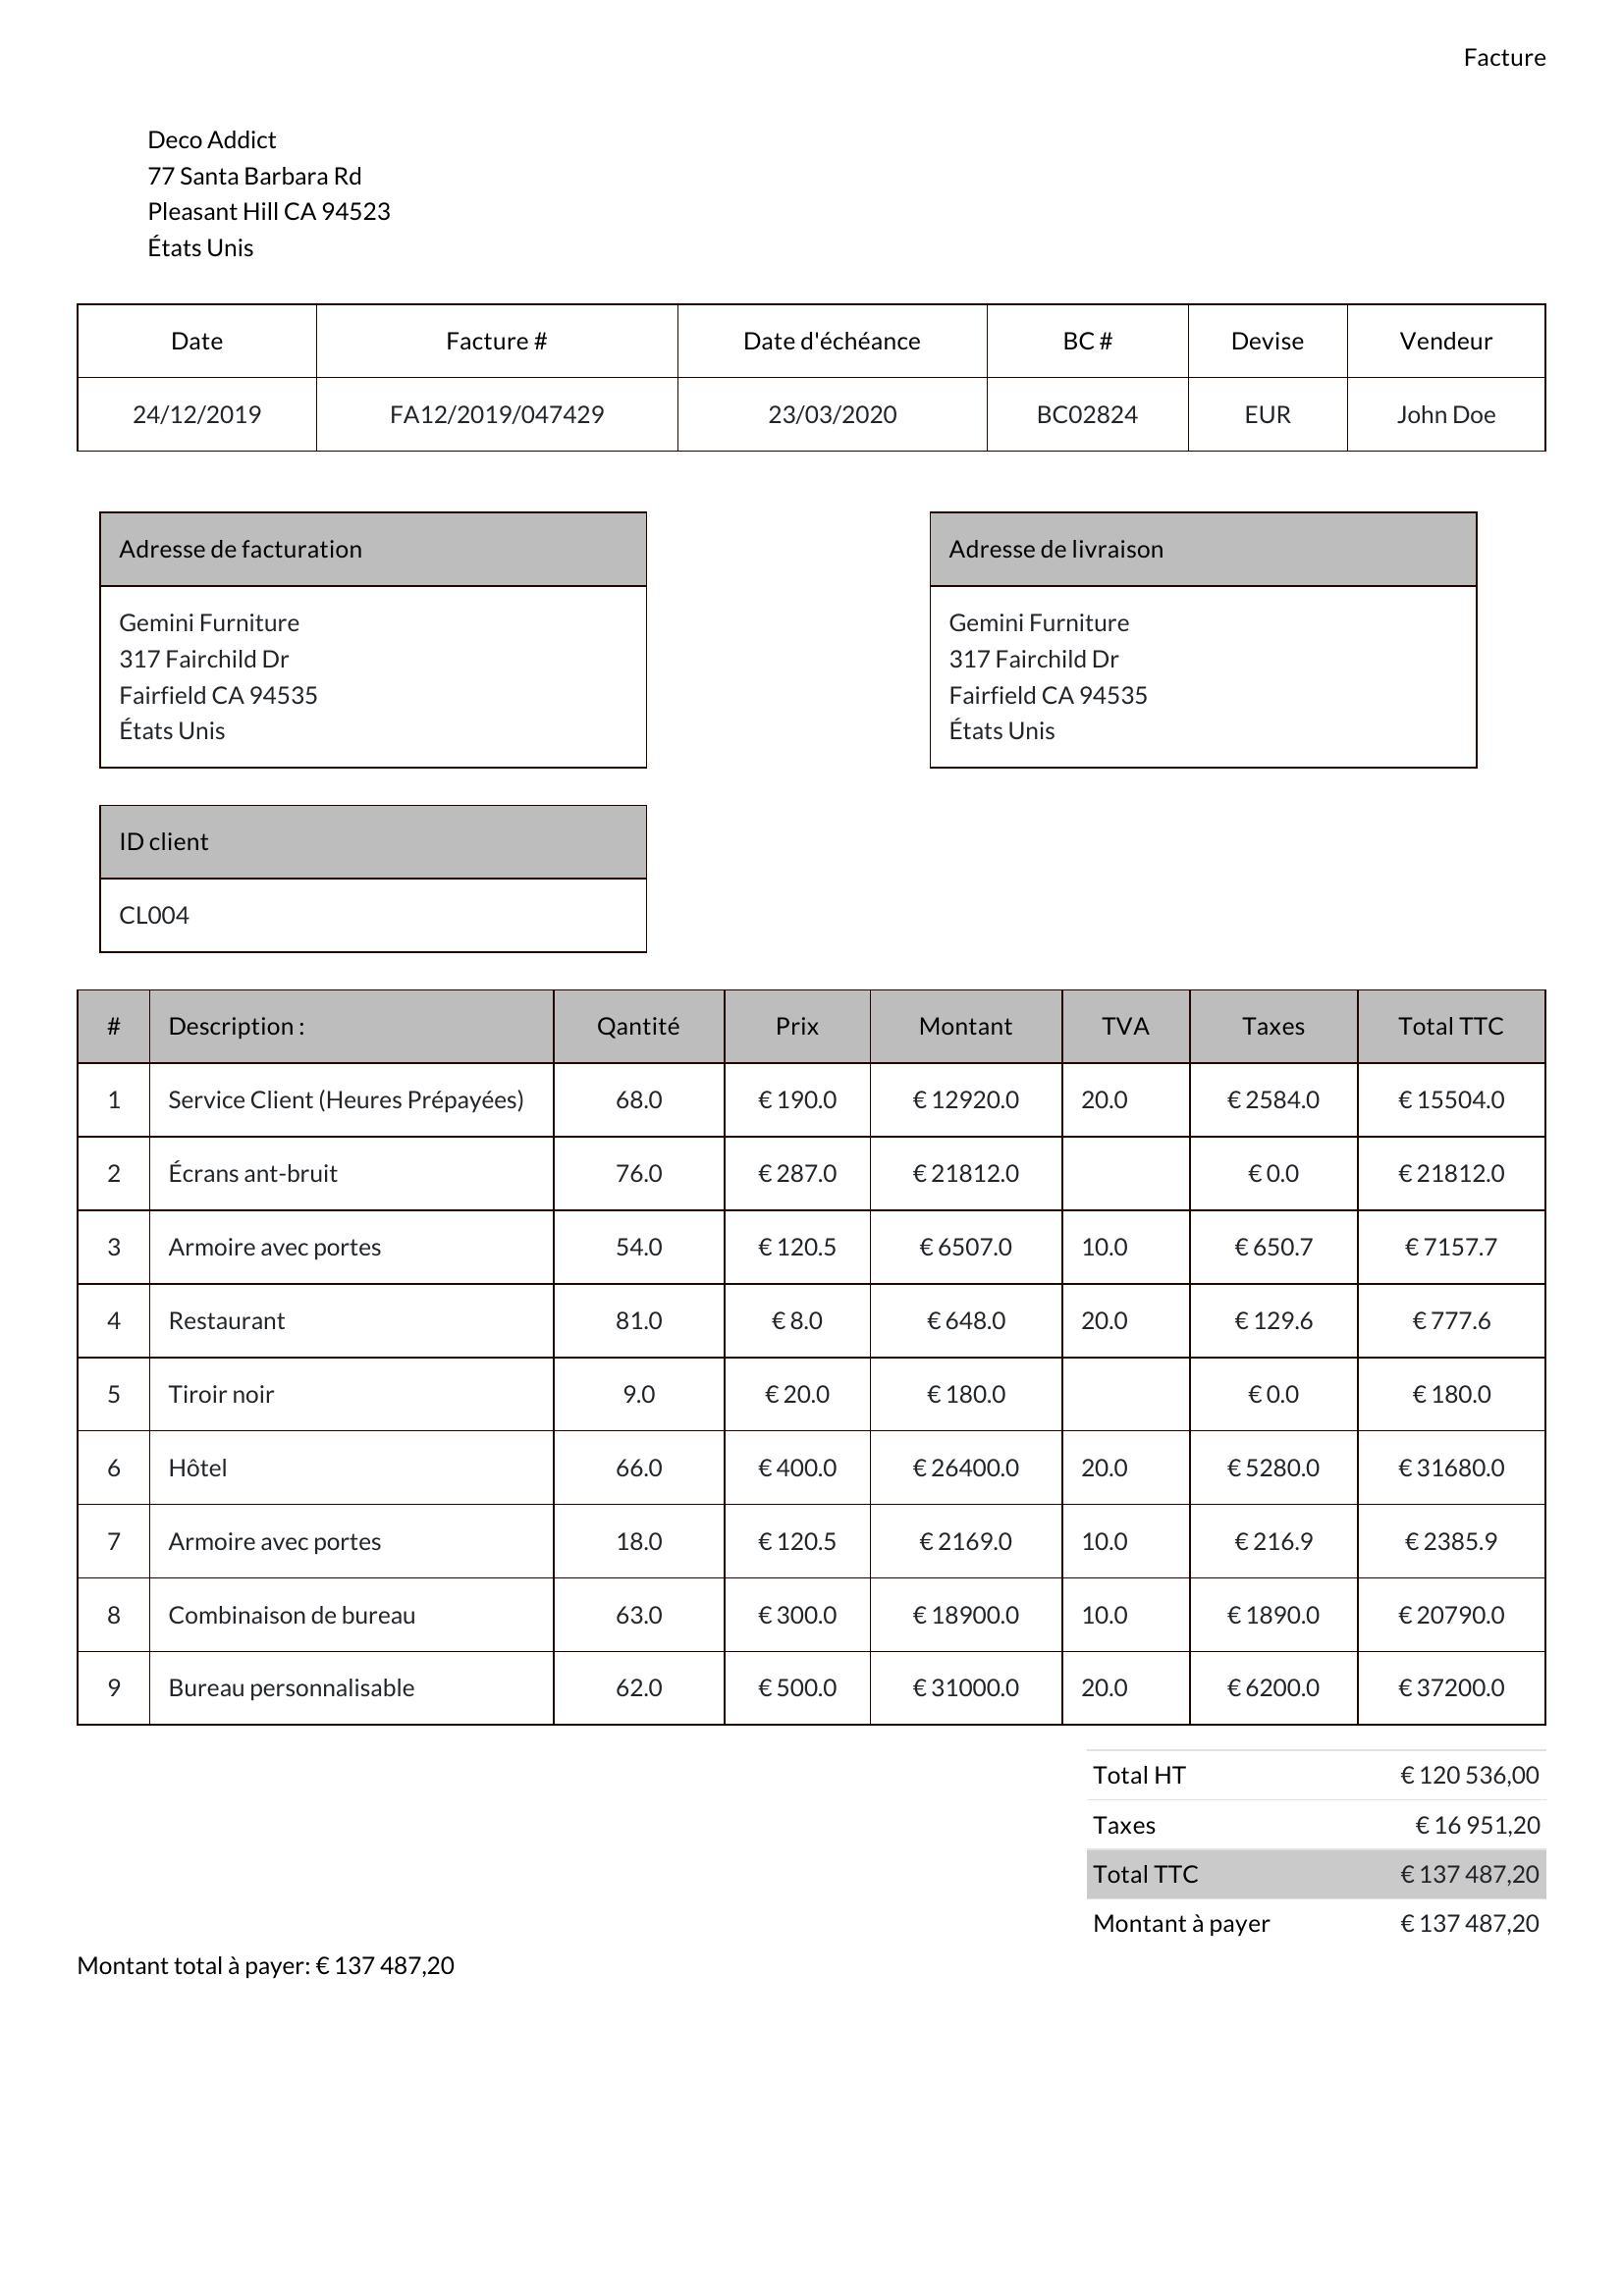 Facture
Deco Addict
77 Santa Barbara Rd
Pleasant Hill CA 94523
États Unis
Date Facture # Date d'échéance BC # Devise Vendeur
24/12/2019 FA12/2019/047429 23/03/2020 BC02824 EUR John Doe
Adresse de facturation Adresse de livraison
Gemini Furniture Gemini Furniture
317 Fairchild Dr 317 Fairchild Dr
Fairfield CA 94535 Fairfield CA 94535
États Unis États Unis
ID client
CL004
# Description : Qantité Prix Montant TVA Taxes Total TTC
1 Service Client (Heures Prépayées) 68.0 € 190.0 € 12920.0 20.0 € 2584.0 € 15504.0
2 Écrans ant-bruit 76.0 € 287.0 € 21812.0 € 0.0 € 21812.0
3 Armoire avec portes 54.0 € 120.5 € 6507.0 10.0 € 650.7 € 7157.7
4 Restaurant 81.0 € 8.0 € 648.0 20.0 € 129.6 € 777.6
5 Tiroir noir 9.0 € 20.0 € 180.0 € 0.0 € 180.0
6 Hôtel 66.0 € 400.0 € 26400.0 20.0 € 5280.0 € 31680.0
7 Armoire avec portes 18.0 € 120.5 € 2169.0 10.0 € 216.9 € 2385.9
8 Combinaison de bureau 63.0 € 300.0 € 18900.0 10.0 € 1890.0 € 20790.0
9 Bureau personnalisable 62.0 € 500.0 € 31000.0 20.0 € 6200.0 € 37200.0
Total HT € 120 536,00
Taxes € 16 951,20
Total TTC € 137 487,20
Montant à payer € 137 487,20
Montant total à payer: € 137 487,20